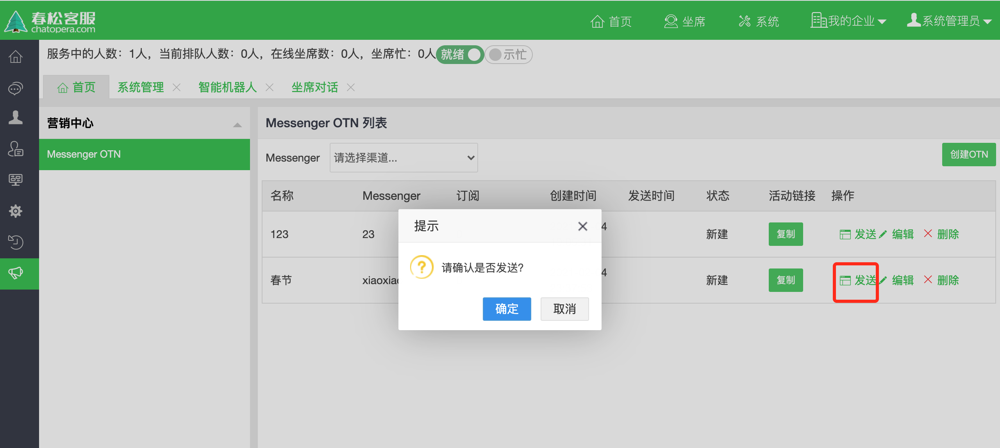 春松客服
chatopera.com
首页 坐席 系统 我的企业 系统管理员
服务中的人数：1人，当前排队人数：0人，在线坐席数：0人，坐席忙：0人 就绪 示忙
首页 系统管理 智能机器人 坐席对话
营销中心
Messenger OTN
Messenger OTN 列表
Messenger 请选择渠道... 创建OTN
名称 Messenger 订阅 创建时间 发送时间 状态 活动链接 操作
123 23 4 新建 复制 发送 编辑 删除
春节 4 新建 复制 发送 编辑 删除
提示
请确认是否发送?
确定 取消